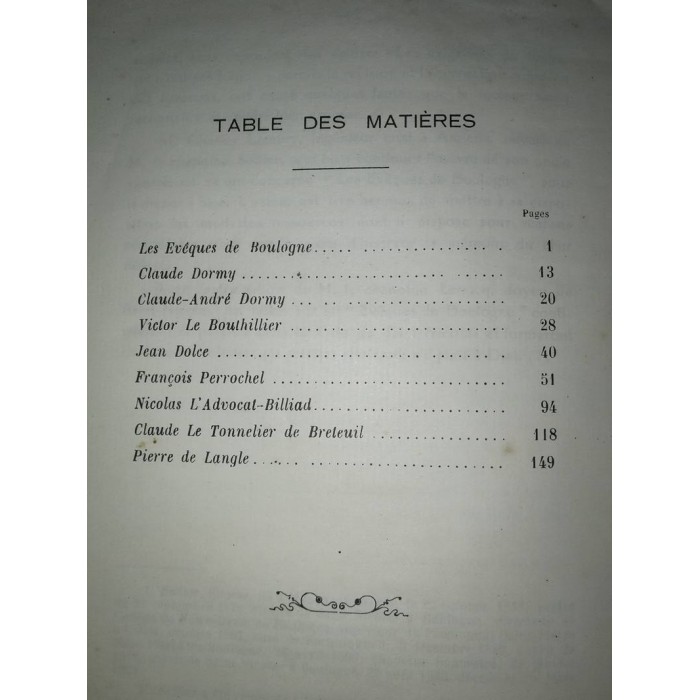 TABLE DES MATIÈRES
Pages
Les Evêques de Boulogne..... .................. . . 1
Claude Dormy ........................... 13
Claude-André Dormy ... .. .................... 20
Victor Le Bouthillier ........................ 28
Jean Dolce ............................... 40
François Perrochel ........................... 51
Nicolas L'Advocat-Billiad...................... 94
Claude Le Tonnelier de Breteuil ................ 118
Pierre de Langle ... .. ...................... 149